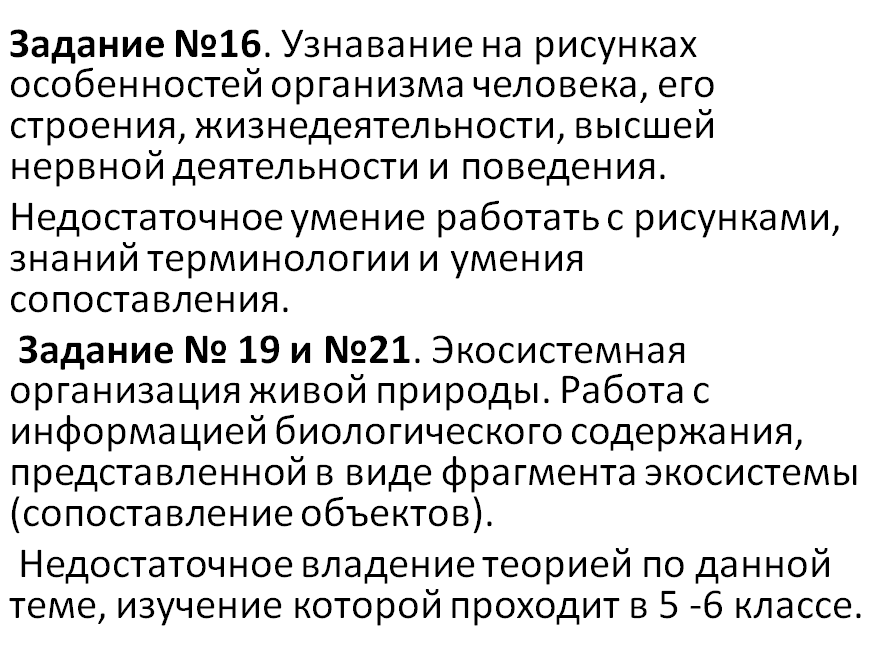 Задание №16. Узнавание на рисунках
особенностей организма человека, его
строения, жизнедеятельности, высшей
нервной деятельности и поведения.
Недостаточное умение работать с рисунками,
знаний терминологии и умения
сопоставления.
Задание № 19 и №21. Экосистемная
организация живой природы. Работа с
информацией биологического содержания,
представленной в виде фрагмента экосистемы
(сопоставление объектов).
Недостаточное владение теорией по данной
теме, изучение которой проходит в 5 -6 классе.